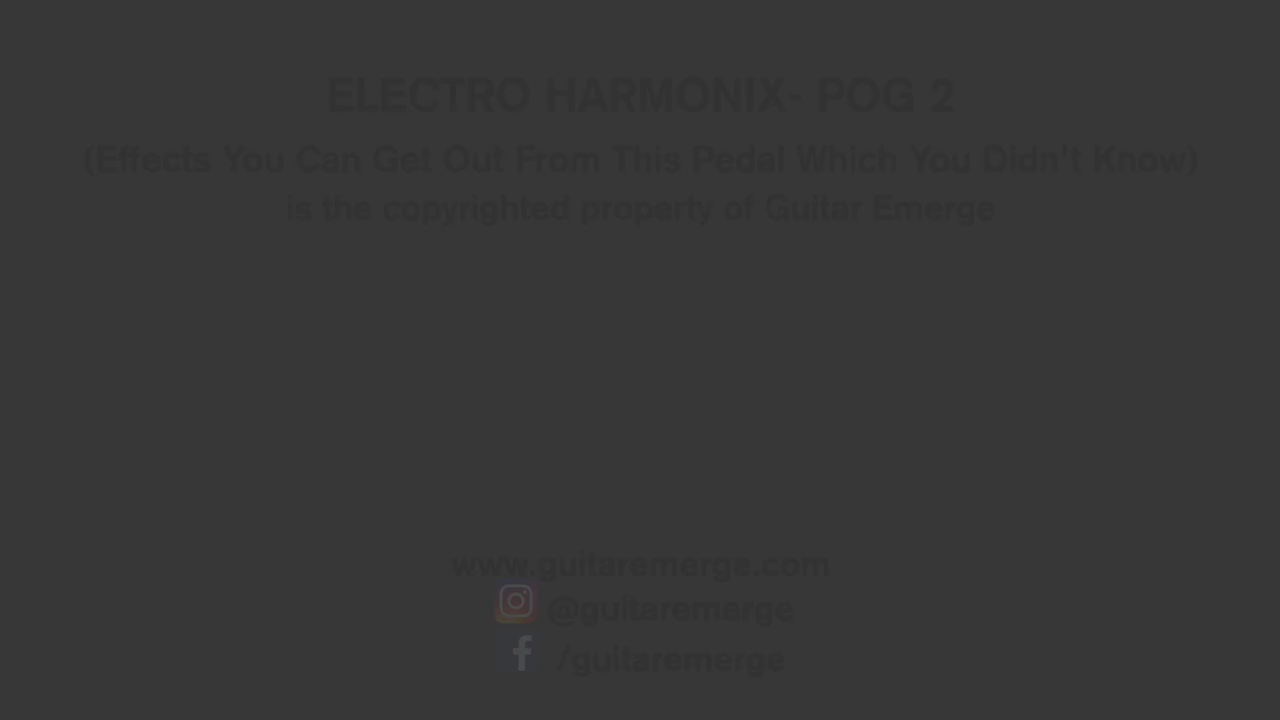 ELECTRO HARMONIX- POG 2
(Effects You Can Get Out From This Pedal Which You Didn't Know)
is the copyrighted property of Guitar Emerge
www.guitaremerge.com
@guitaremerge
/guitaremerge